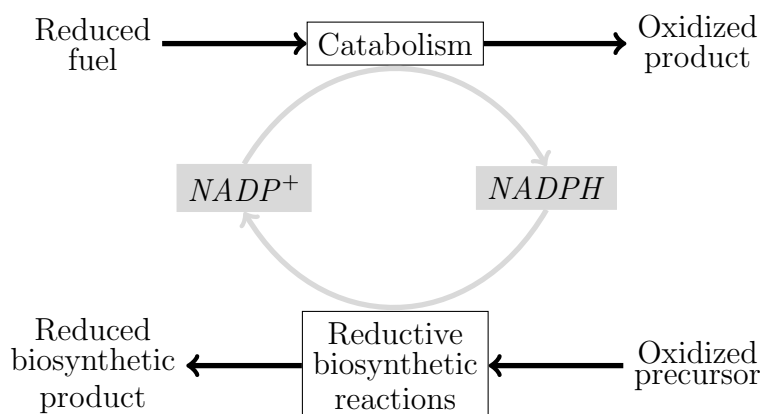 Reduced
fuel
Catabolism
Oxidized
product
NADP⁺
NADPH
Reduced
biosynthetic
product
Reductive
biosynthetic
reactions
Oxidized
precursor